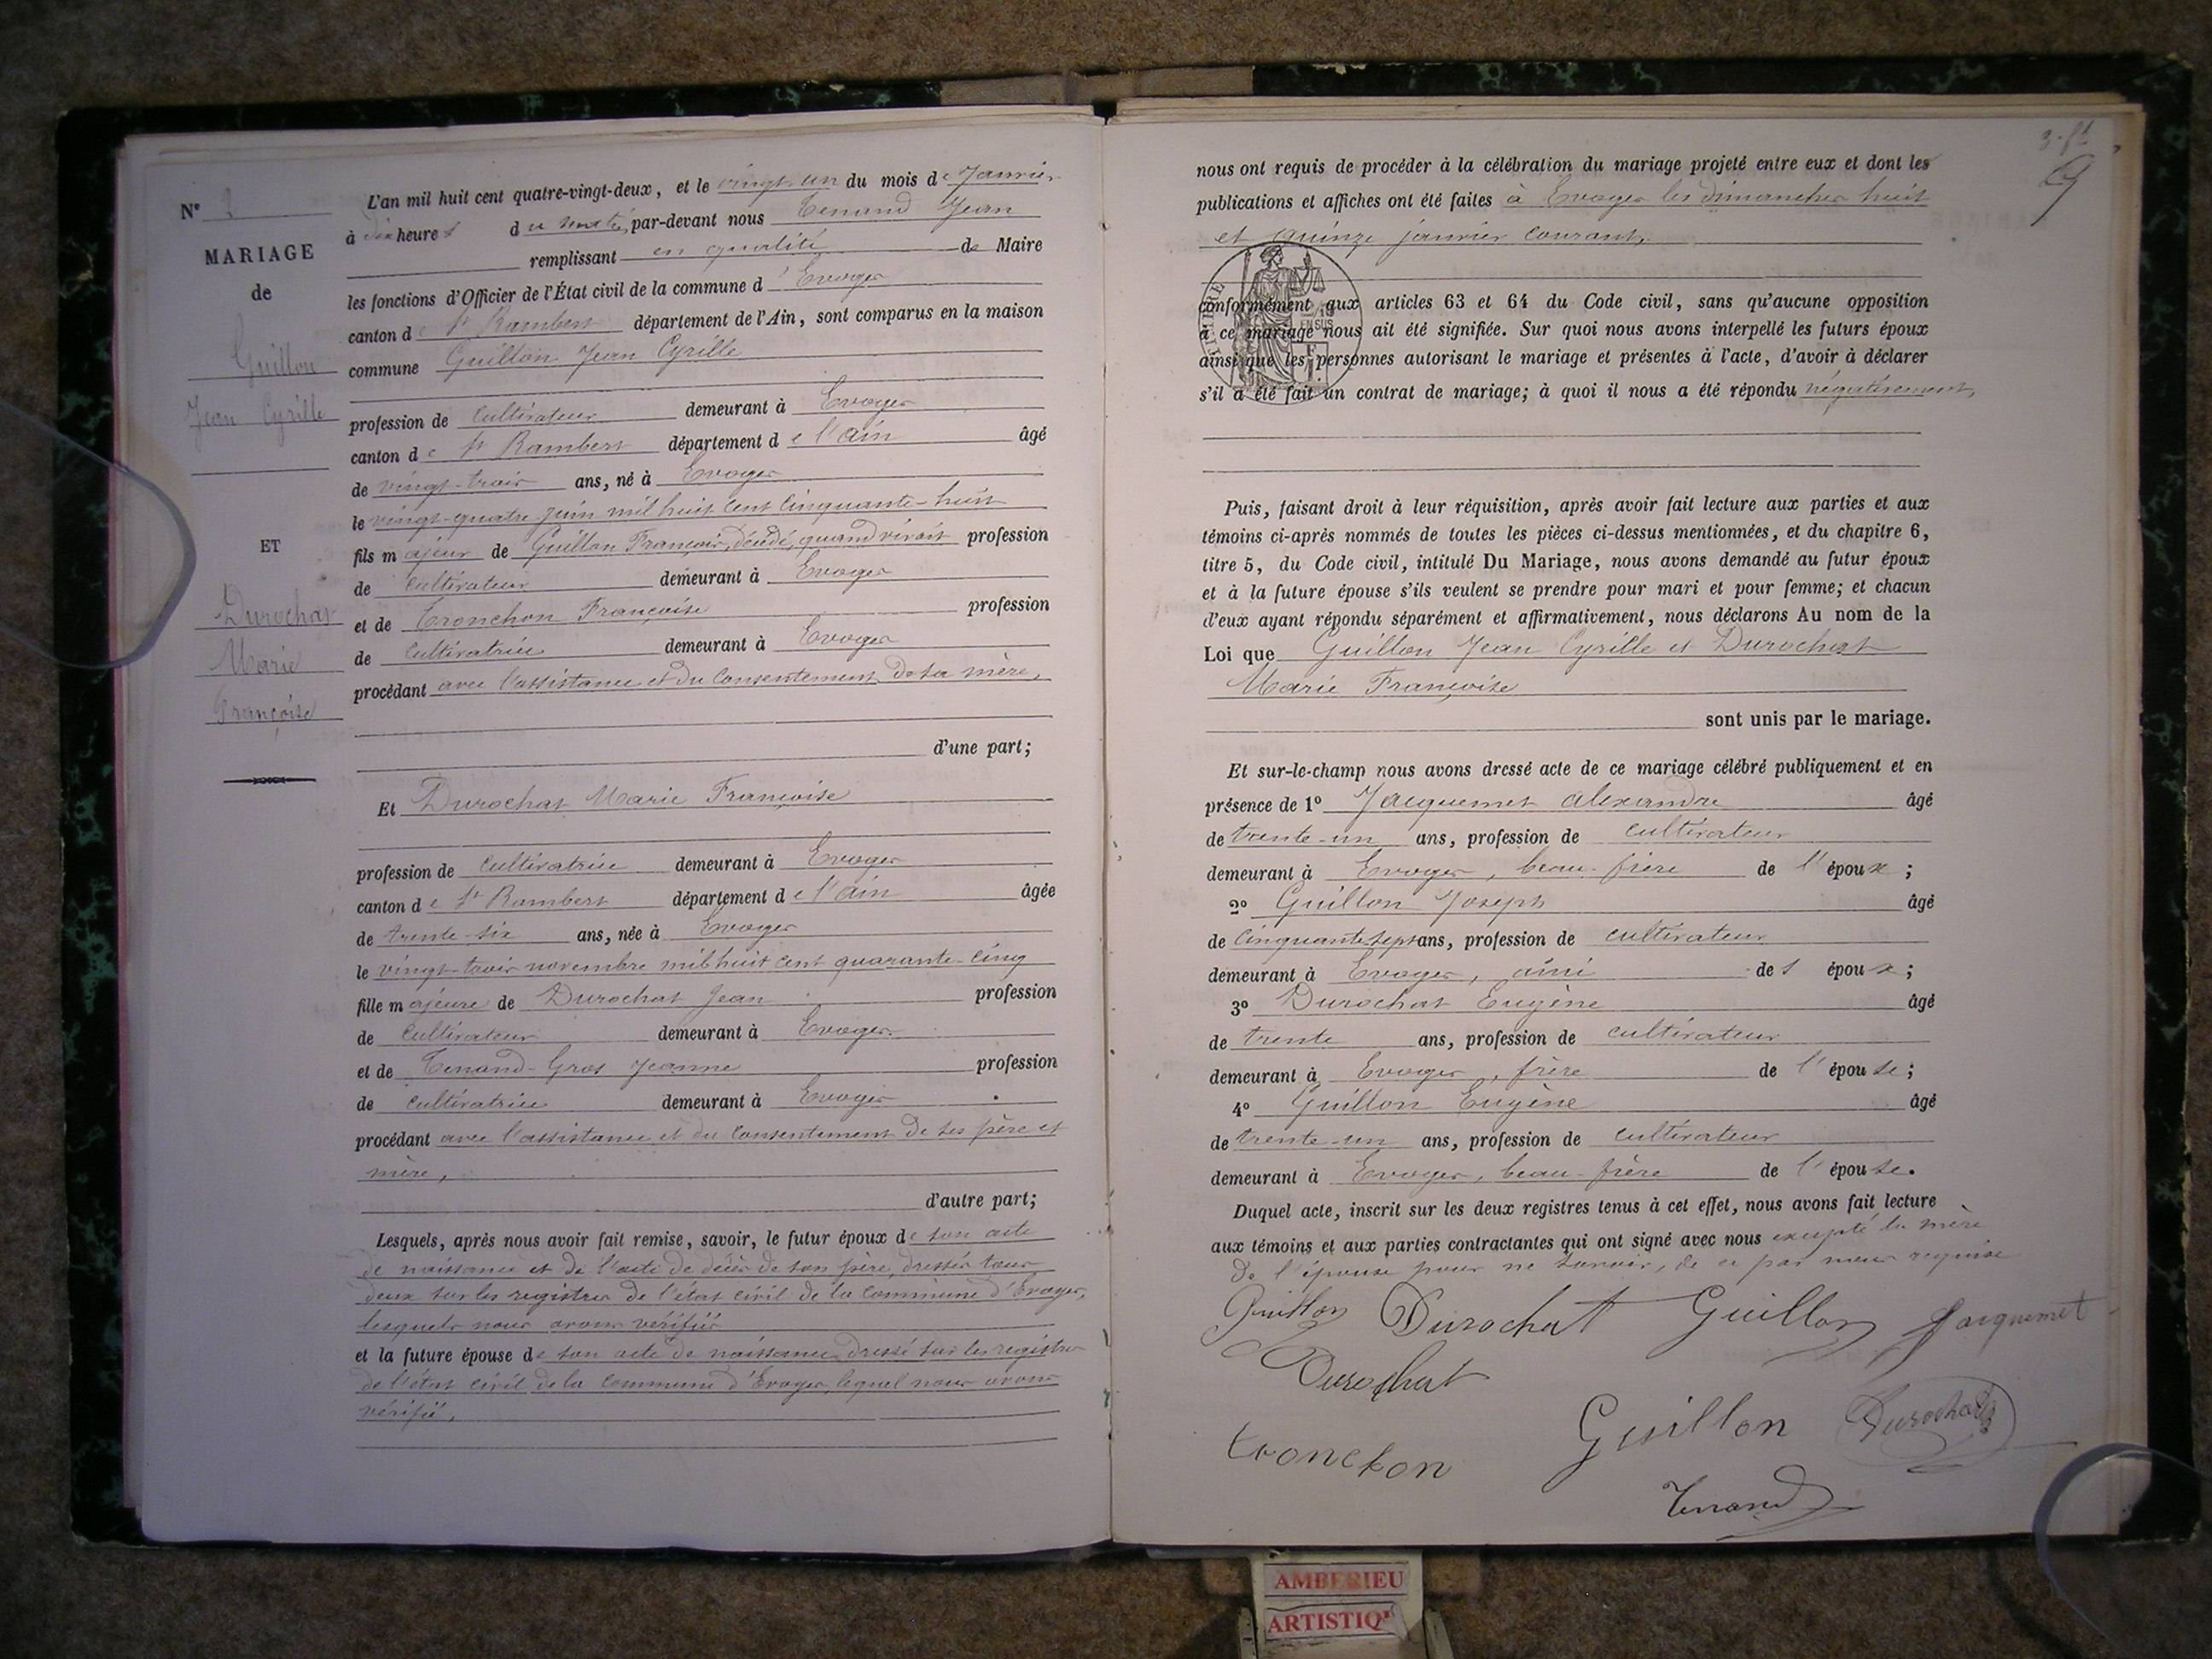 N° 2
MARIAGE
de
Guillon
Jean Cyrille
ET
Durochat
Marie
Françoise
L'an mil huit cent quatre-vingt-deux, et le vingt-un du mois de Janvier
à dix heures du matin, par-devant nous Tenand Jean
remplissant en qualité de Maire
les fonctions d'Officier de l'État civil de la commune d'Evoges
canton de St Rambert département de l'Ain, sont comparus en la maison
commune Guillon Jean Cyrille
profession de cultivateur demeurant à Evoges
canton de St Rambert département de l'Ain âgé
de vingt-trois ans, né à Evoges
le vingt-quatre juin mil huit cent cinquante-huit
fils majeur de Guillon François, décédé, quand vivait profession
de cultivateur demeurant à Evoges
et de Tronchon Françoise profession
de cultivatrice demeurant à Evoges
procédant avec l'assistance et du consentement de sa mère,
d'une part;
Et Durochat Marie Françoise
profession de cultivatrice demeurant à Evoges
canton de St Rambert département de l'Ain âgée
de trente-six ans, née à Evoges
le vingt-trois novembre mil huit cent quarante-cinq
fille majeure de Durochat Jean profession
de cultivateur demeurant à Evoges
et de Tenand-Gros Jeanne profession
de cultivatrice demeurant à Evoges
procédant avec l'assistance et du consentement de ses père et
mère,
d'autre part;
Lesquels, après nous avoir fait remise, savoir, le futur époux de son acte
de naissance et de l'acte de décès de son père, dressés tous
deux sur les registres de l'état civil de la commune d'Evoges,
lesquels nous avons vérifiés
et la future épouse de son acte de naissance dressé sur les registres
de l'état civil de la commune d'Evoges, lequel nous avons
vérifié,
3-
9
nous ont requis de procéder à la célébration du mariage projeté entre eux et dont les
publications et affiches ont été faites à Evoges les dimanches huit
et quinze janvier courant,
conformément aux articles 63 et 64 du Code civil, sans qu'aucune opposition
à ce mariage nous ait été signifiée. Sur quoi nous avons interpellé les futurs époux
ainsi que les personnes autorisant le mariage et présentes à l'acte, d'avoir à déclarer
s'il a été fait un contrat de mariage; à quoi il nous a été répondu négativement,
EN SUS
Puis, faisant droit à leur réquisition, après avoir fait lecture aux parties et aux
témoins ci-après nommés de toutes les pièces ci-dessus mentionnées, et du chapitre 6,
titre 5, du Code civil, intitulé Du Mariage, nous avons demandé au futur époux
et à la future épouse s'ils veulent se prendre pour mari et pour femme; et chacun
d'eux ayant répondu séparément et affirmativement, nous déclarons Au nom de la
Loi que Guillon Jean Cyrille et Durochat
Marie Françoise
sont unis par le mariage.
Et sur-le-champ nous avons dressé acte de ce mariage célébré publiquement et en
présence de 1° Jacquemet Alexandre âgé
de trente-un ans, profession de cultivateur
demeurant à Evoges, beau-frère de l'époux;
2° Guillon Joseph âgé
de cinquante-sept ans, profession de cultivateur
demeurant à Evoges, ami des époux;
3° Durochat Eugène âgé
de trente ans, profession de cultivateur
demeurant à Evoges, frère de l'épouse;
4° Guillon Eugène âgé
de trente-un ans, profession de cultivateur
demeurant à Evoges, beau-frère de l'épouse.
Duquel acte, inscrit sur les deux registres tenus à cet effet, nous avons fait lecture
aux témoins et aux parties contractantes qui ont signé avec nous excepté la mère
de l'épouse pour ne savoir, de ce par nous requise
Guillon Durochat Guillon Jacquemet
Durochat
Guillon Durochat
tronchon
Tenand
AMBERIEU
ARTISTIQ